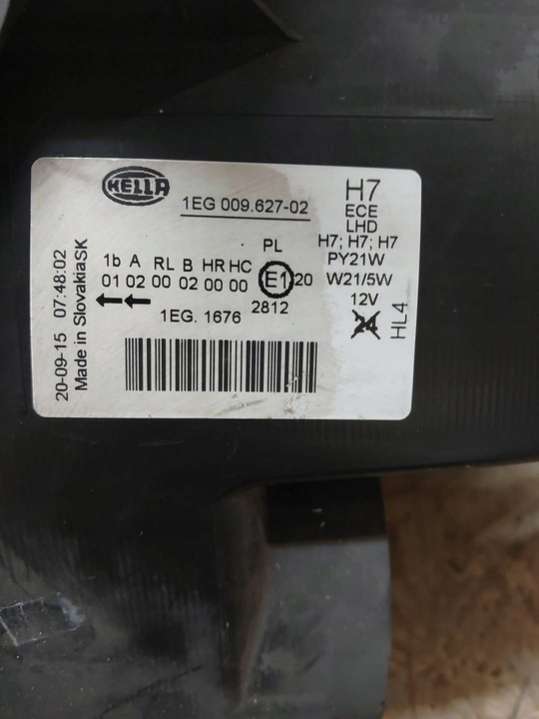 HELLA
1EG 009.627-02
H7
ECE
LHD
H7; H7; H7
PY21W
W21/5W
12V
24
HL4
PL
1b A RL B HR HC
01 02 00 02 00 00
E1 20
2812
1EG. 1676
20-09-15 07:48:02
Made in SlovakiaSK